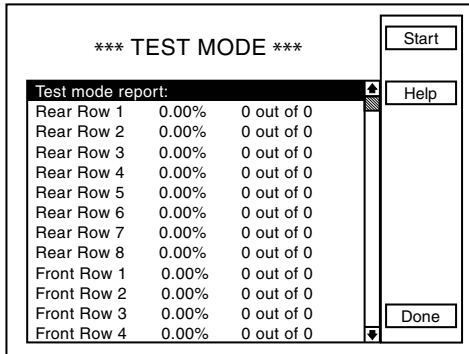 *** TEST MODE ***
Start
Help
Test mode report:
Rear Row 1 0.00% 0 out of 0
Rear Row 2 0.00% 0 out of 0
Rear Row 3 0.00% 0 out of 0
Rear Row 4 0.00% 0 out of 0
Rear Row 5 0.00% 0 out of 0
Rear Row 6 0.00% 0 out of 0
Rear Row 7 0.00% 0 out of 0
Rear Row 8 0.00% 0 out of 0
Front Row 1 0.00% 0 out of 0
Front Row 2 0.00% 0 out of 0
Front Row 3 0.00% 0 out of 0
Front Row 4 0.00% 0 out of 0
Done